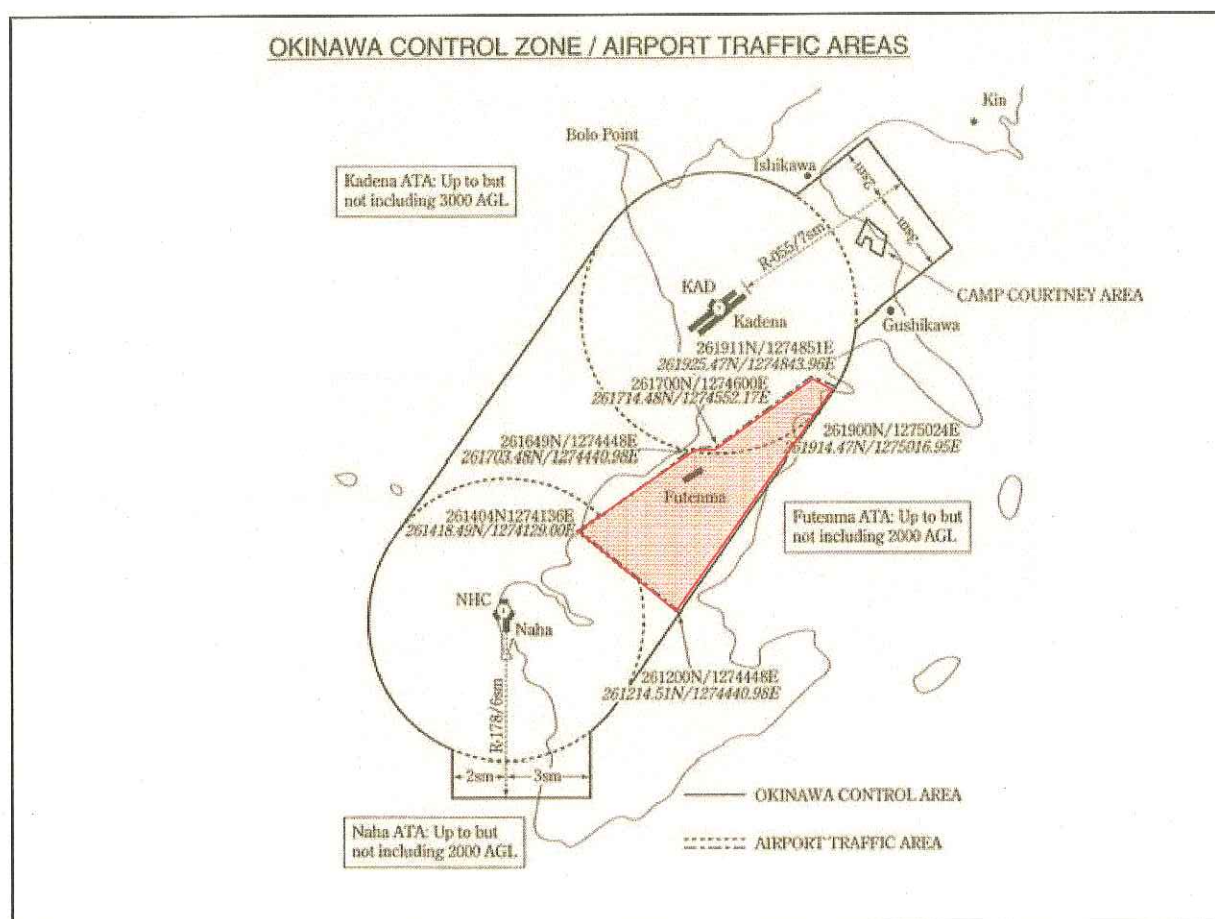 OKINAWA CONTROL ZONE / AIRPORT TRAFFIC AREAS
Kin
Bolo Point
Ishikawa
Kadena ATA: Up to but
not including 3000 AGL
2sm
3sm
R-055/7sm
KAD
Kadena
CAMP COURTNEY AREA
Gushikawa
261911N/1274851E
261925.47N/1274843.96E
261700N/1274600E
261714.48N/1274552.17E
261649N/1274448E
261703.48N/1274440.98E
261900N/1275024E
261914.47N/1275016.95E
Futenma
261404N1274136E
261418.49N/1274129.00E
Futenma ATA: Up to but
not including 2000 AGL
NHC
Naha
261200N/1274448E
261214.51N/1274440.98E
R-178/6sm
2sm
3sm
OKINAWA CONTROL AREA
Naha ATA: Up to but
not including 2000 AGL
AIRPORT TRAFFIC AREA